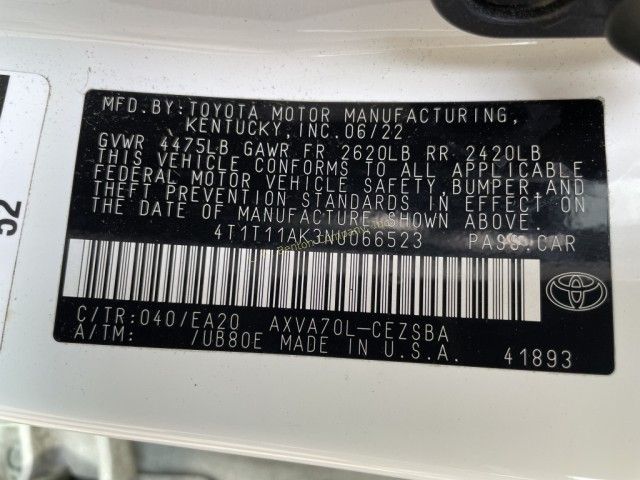 MFD.BY: TOYOTA MOTOR MANUFACTURING,
KENTUCKY, INC. 06/22
GVWR 4475LB GAWR FR 2620LB RR 2420LB
THIS VEHICLE CONFORMS TO ALL APPLICABLE
FEDERAL MOTOR VEHICLE SAFETY, BUMPER AND
THEFT PREVENTION STANDARDS IN EFFECT ON
THE DATE OF MANUFACTURE SHOWN ABOVE.
4T1T11AK3NU066523 PASS.CAR
C/TR: 040/EA20 AXVA70L-CEZSBA
A/TM: /UB80E MADE IN U.S.A.
41893
52